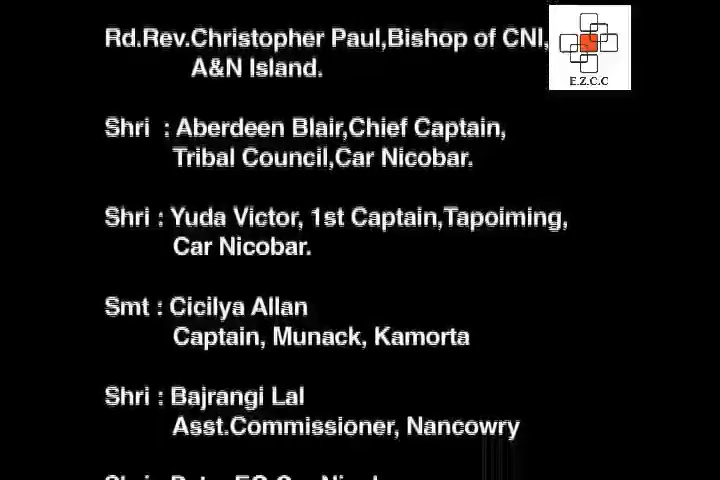 Rd.Rev.Christopher Paul,Bishop of CNI,
A&N Island.
E.Z.C.C
Shri : Aberdeen Blair,Chief Captain,
Tribal Council,Car Nicobar.
Shri : Yuda Victor, 1st Captain,Tapoiming,
Car Nicobar.
Smt : Cicilya Allan
Captain, Munack, Kamorta
Shri : Bajrangi Lal
Asst.Commissioner, Nancowry